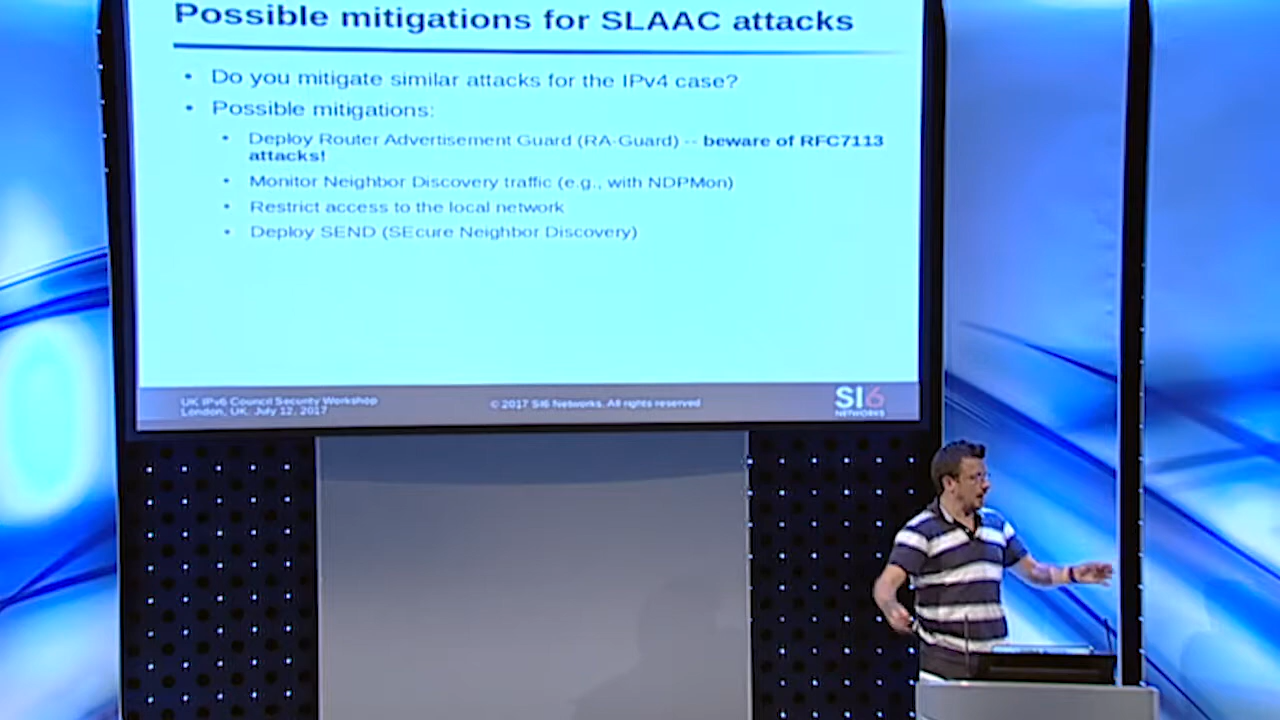 Possible mitigations for SLAAC attacks
• Do you mitigate similar attacks for the IPv4 case?
• Possible mitigations:
• Deploy Router Advertisement Guard (RA-Guard) -- beware of RFC7113
attacks!
• Monitor Neighbor Discovery traffic (e.g., with NDPMon)
• Restrict access to the local network
• Deploy SEND (SEcure Neighbor Discovery)
UK IPv6 Council Security Workshop
London, UK. July 12, 2017
© 2017 SI6 Networks. All rights reserved
SI6
NETWORKS